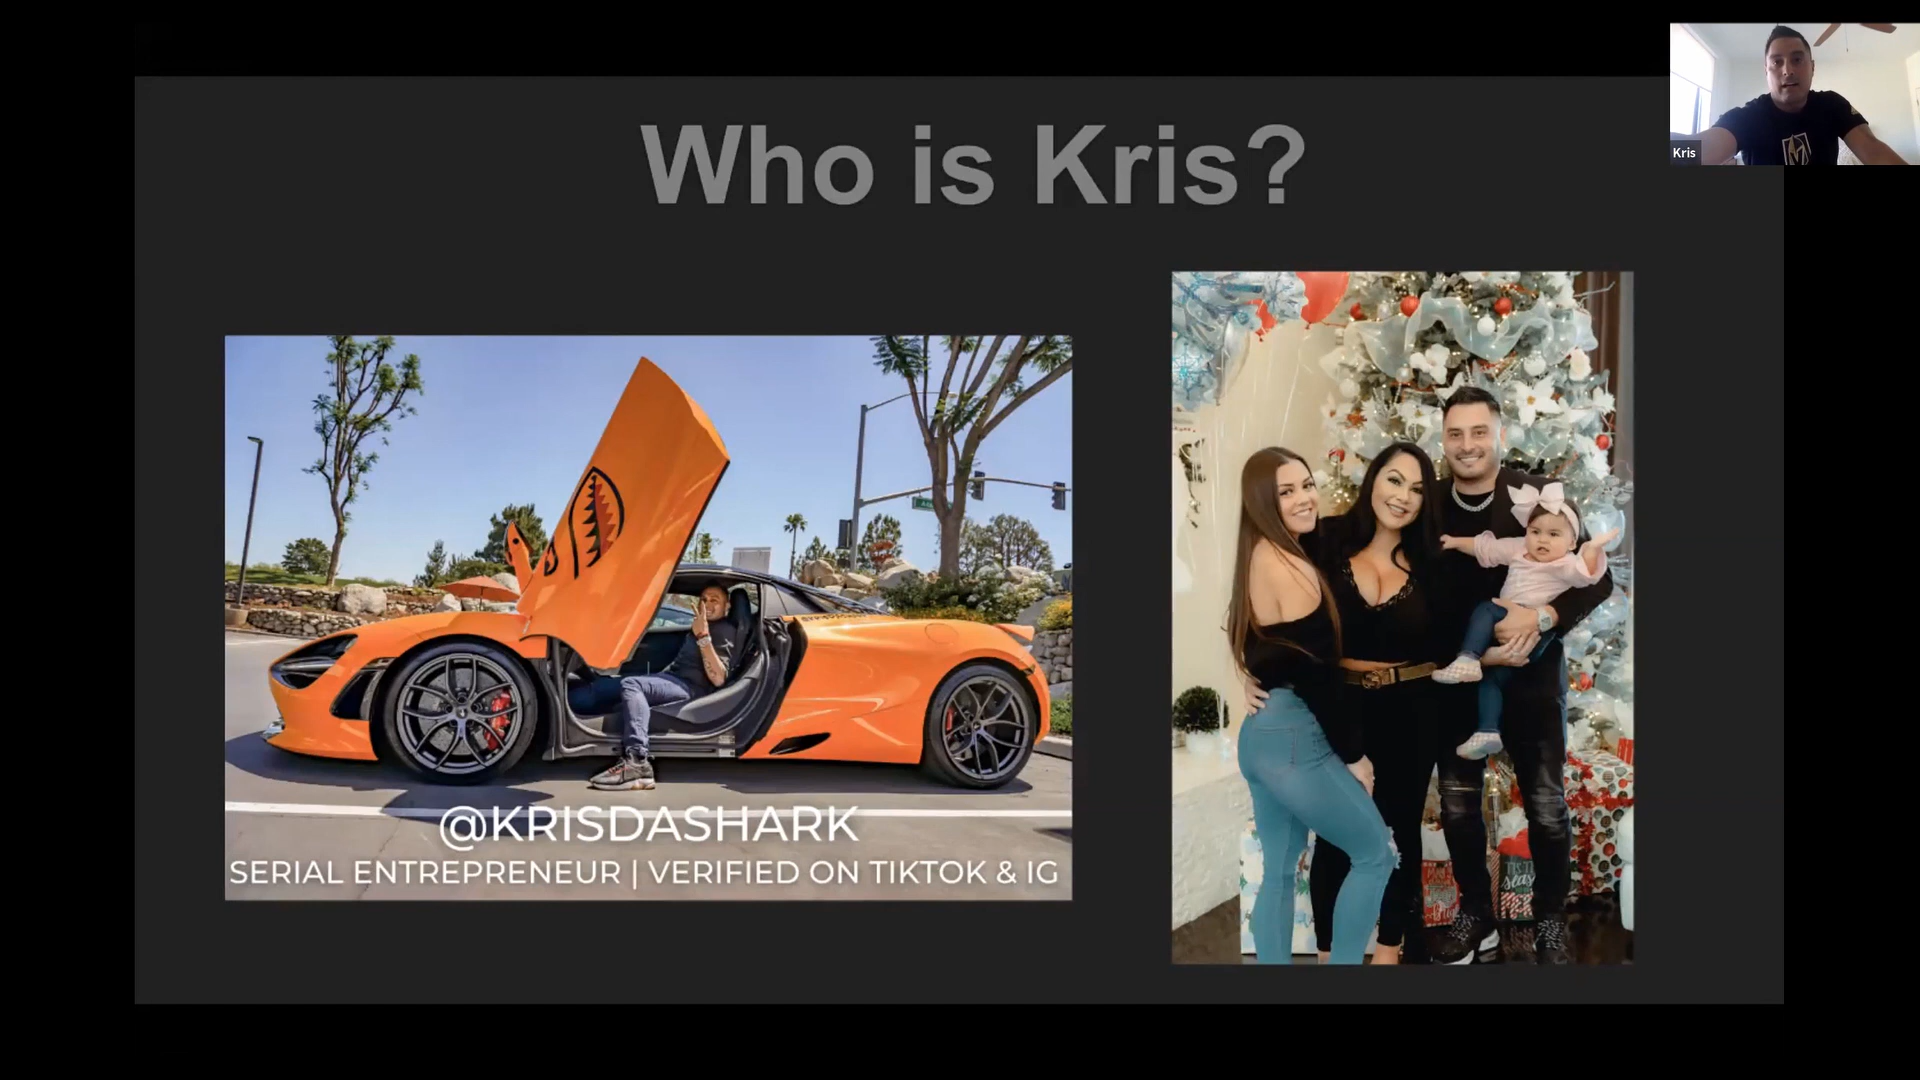 Who is Kris?
Kris
@KRISDASHARK
SERIAL ENTREPRENEUR | VERIFIED ON TIKTOK & IG